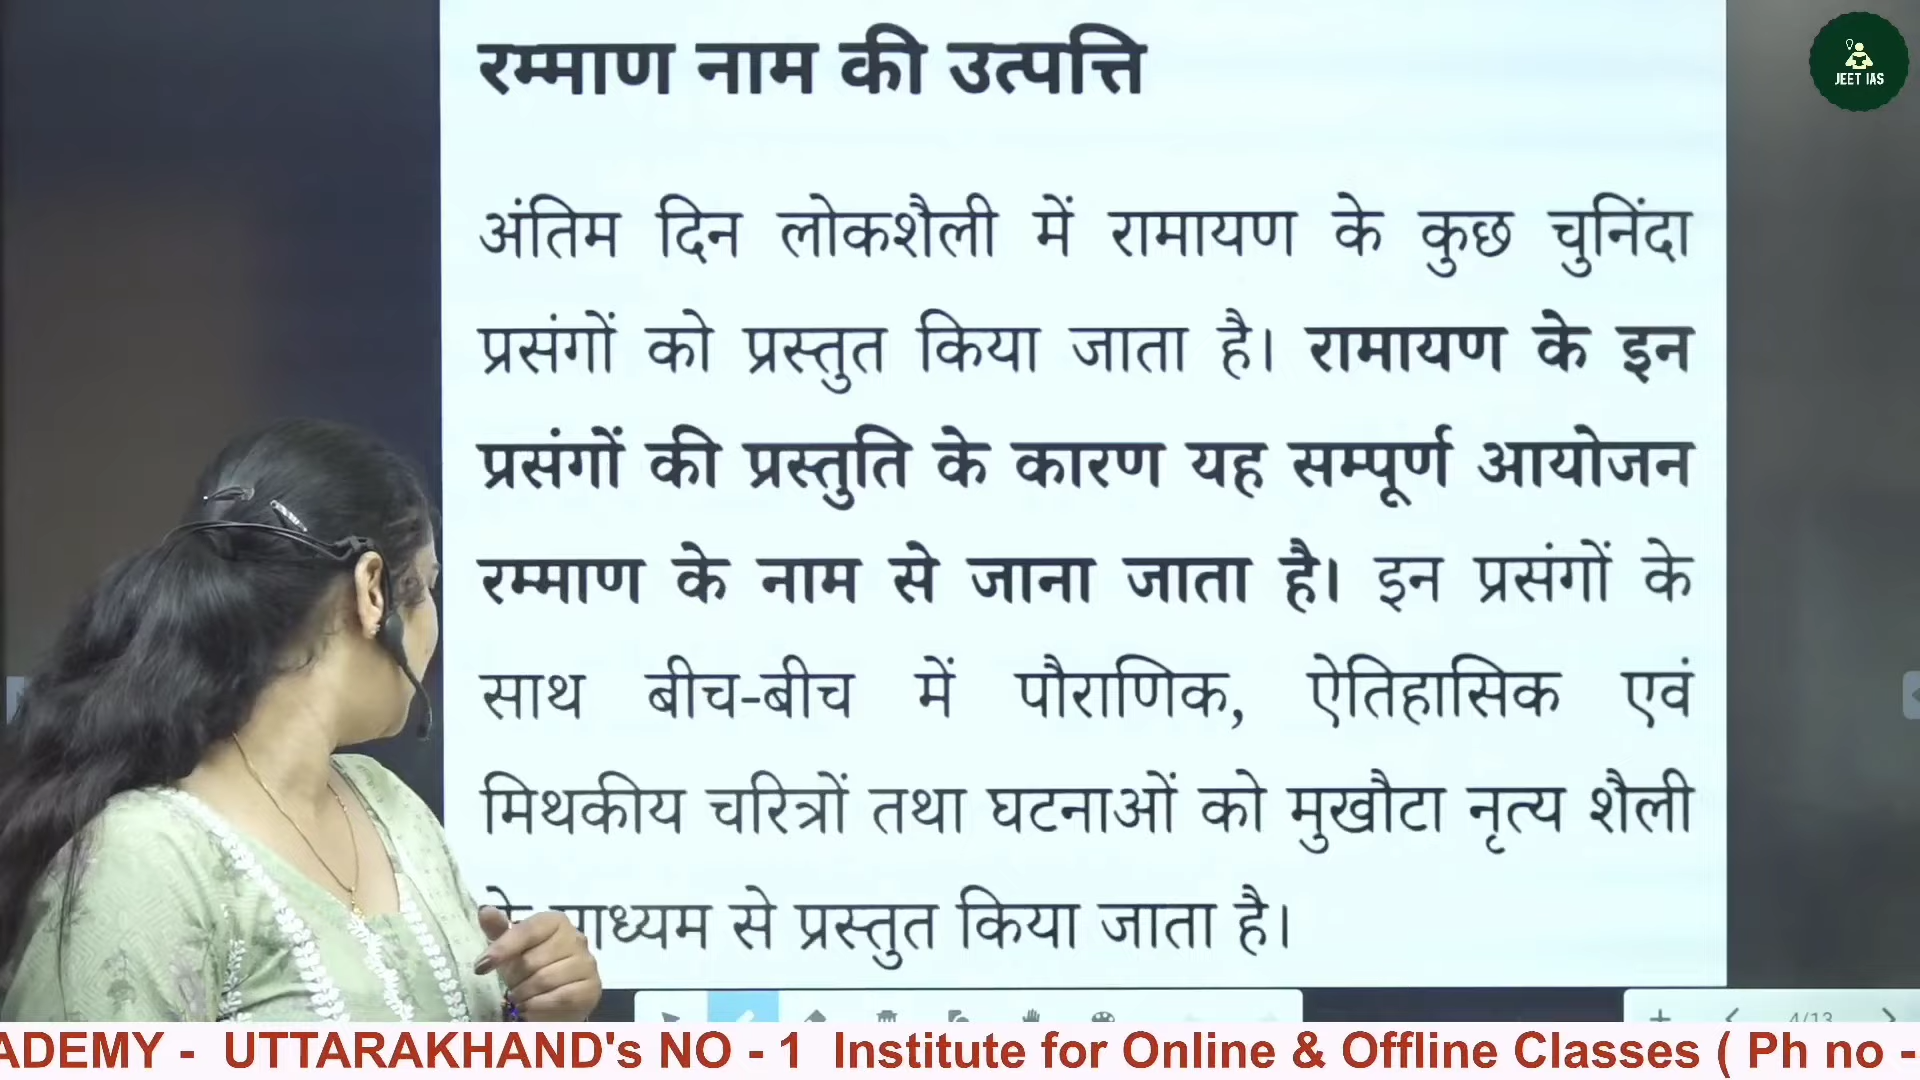 रम्माण नाम की उत्पत्ति
JEET IAS
अंतिम दिन लोकशैली में रामायण के कुछ चुनिंदा
प्रसंगों को प्रस्तुत किया जाता है। रामायण के इन
प्रसंगों की प्रस्तुति के कारण यह सम्पूर्ण आयोजन
रम्माण के नाम से जाना जाता है। इन प्रसंगों के
साथ बीच-बीच में पौराणिक, ऐतिहासिक एवं
मिथकीय चरित्रों तथा घटनाओं को मुखौटा नृत्य शैली
से प्रस्तुत किया जाता है।
4/13
ADEMY - UTTARAKHAND's NO - 1 Institute for Online & Offline Classes ( Ph no -